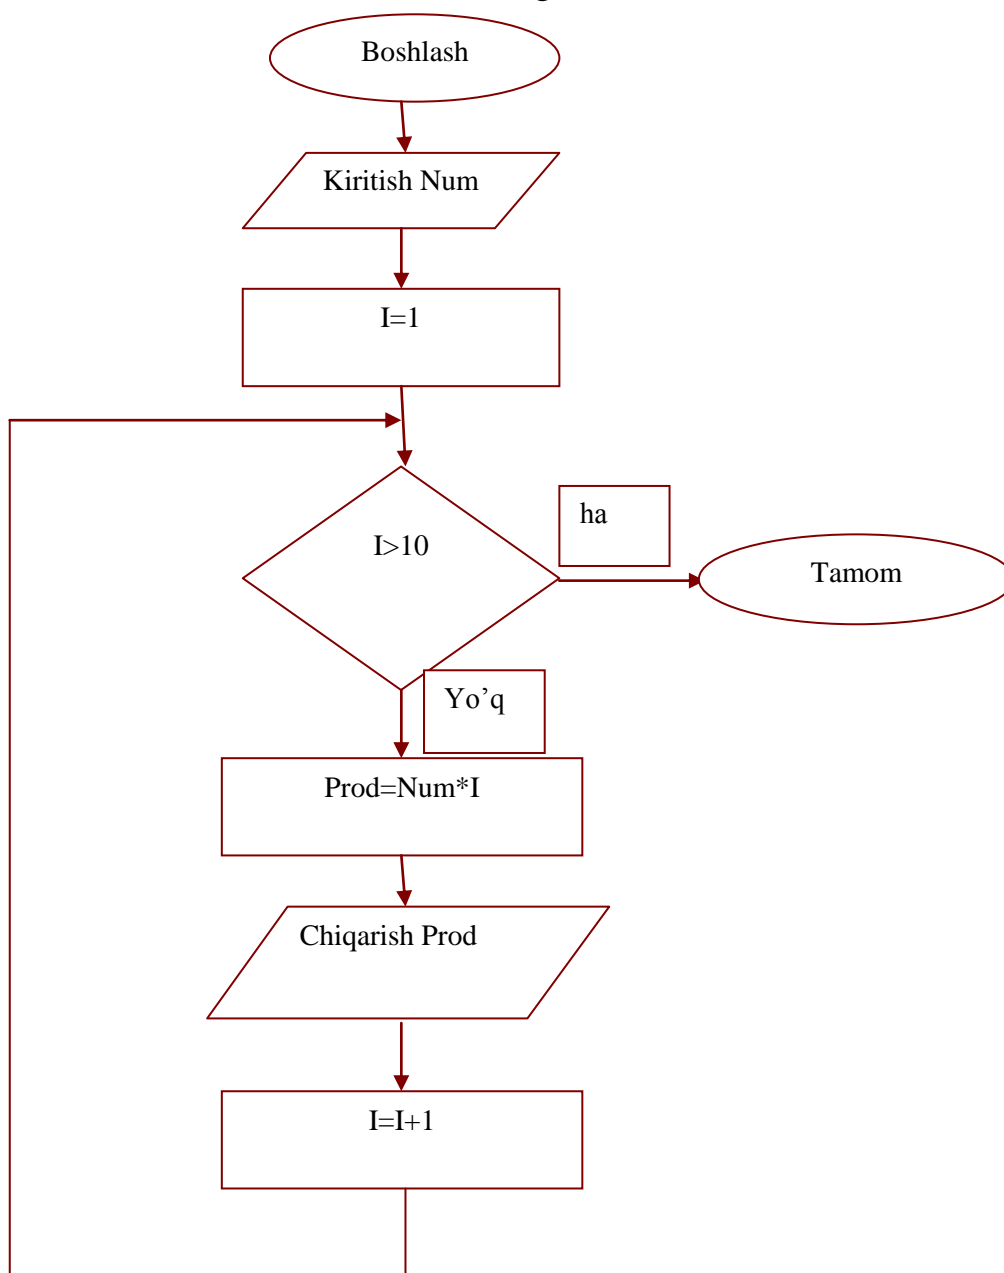 Boshlash
Kiritish Num
I=1
I>10
ha
Tamom
Yo’q
Prod=Num*I
Chiqarish Prod
I=I+1